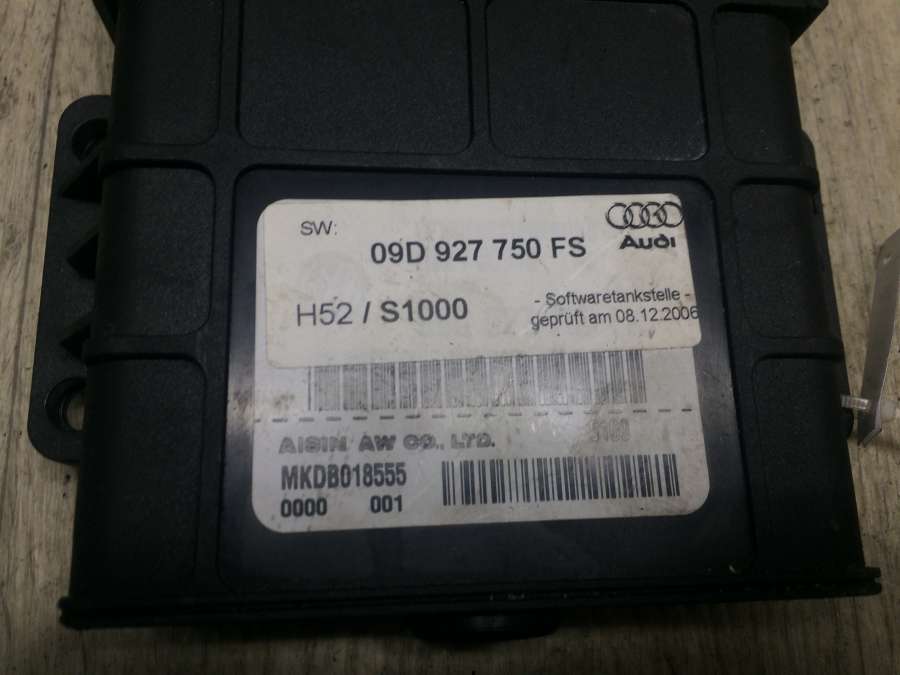 SW:
09D 927 750 FS
Audi
H52 / S1000
- Softwaretankstelle -
geprüft am 08.12.2006
AISIN AW CO., LTD.
MKDB018555
0000 001